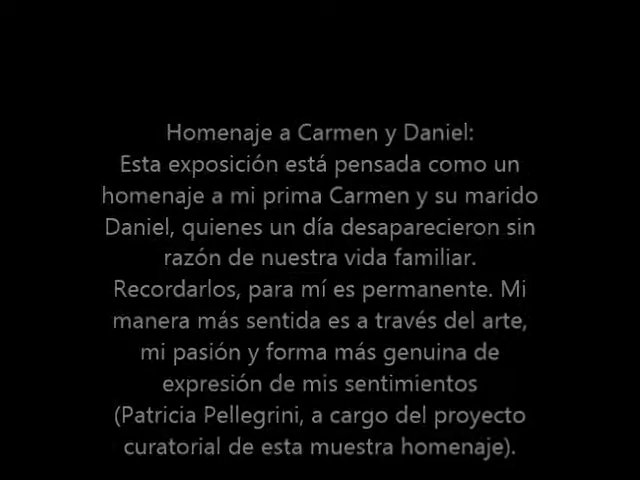 Homenaje a Carmen y Daniel:
Esta exposición está pensada como un
homenaje a mi prima Carmen y su marido
Daniel, quienes un día desaparecieron sin
razón de nuestra vida familiar.
Recordarlos, para mí es permanente. Mi
manera más sentida es a través del arte,
mi pasión y forma más genuina de
expresión de mis sentimientos
(Patricia Pellegrini, a cargo del proyecto
curatorial de esta muestra homenaje).